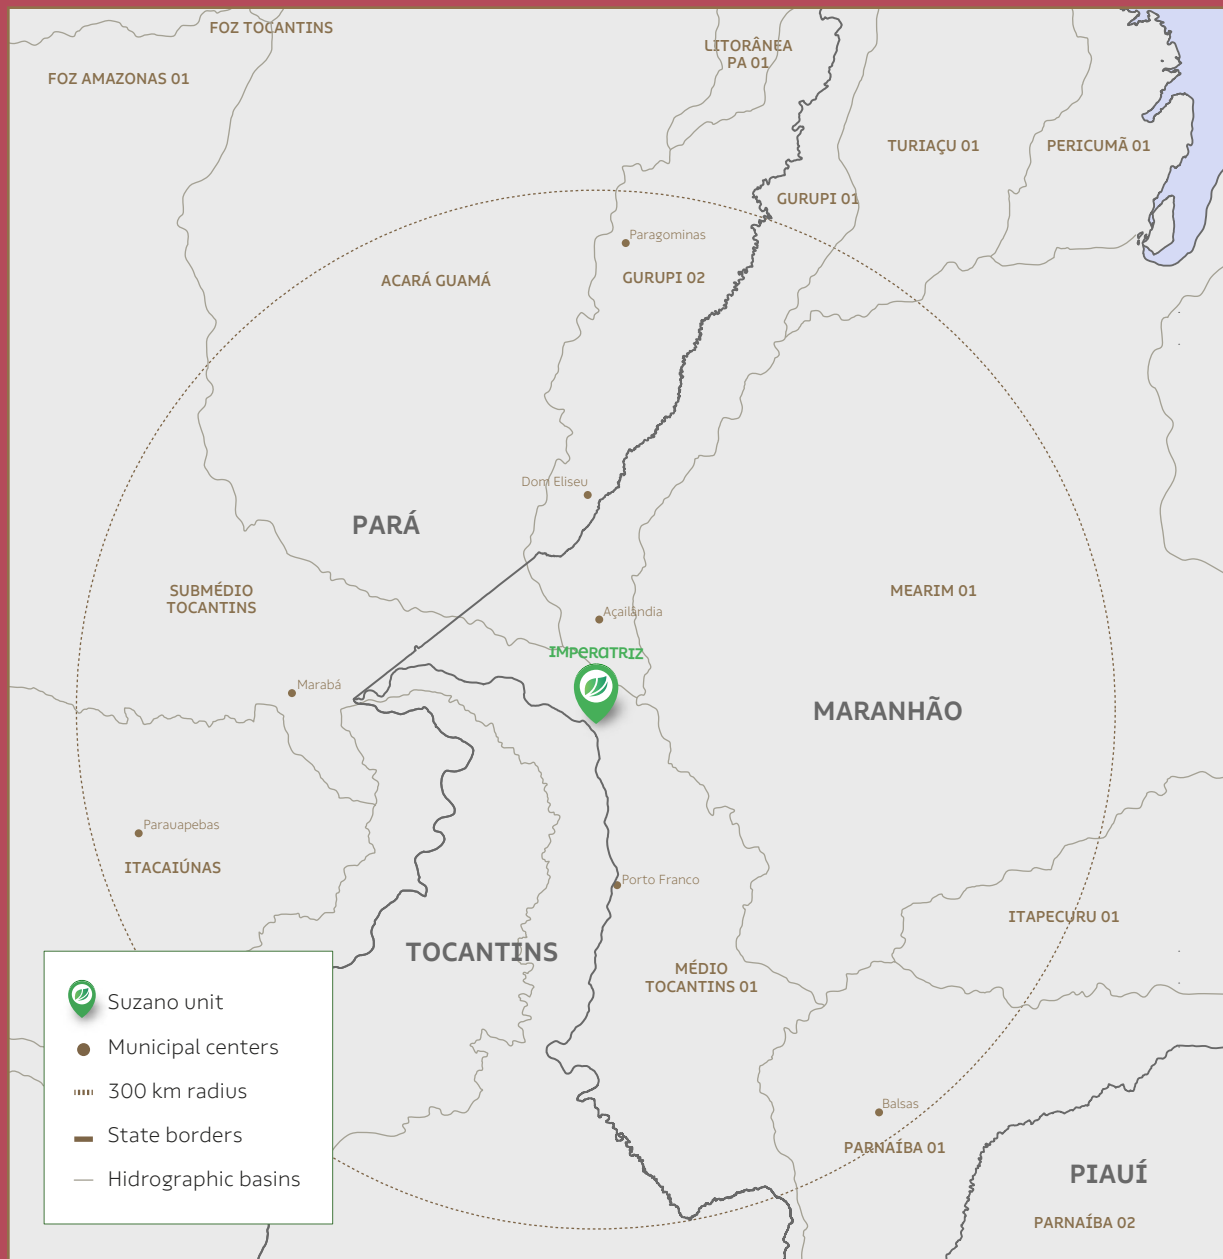 FOZ TOCANTINS
LITORÂNEA
PA 01
FOZ AMAZONAS 01
TURIAÇU 01
PERICUMÃ 01
GURUPI 01
Paragominas
GURUPI 02
ACARÁ GUAMÁ
Dom Eliseu
PARÁ
SUBMÉDIO
TOCANTINS
MEARIM 01
Açailândia
IMPERATRIZ
Marabá
MARANHÃO
Parauapebas
ITACAIÚNAS
Porto Franco
ITAPECURU 01
TOCANTINS
MÉDIO
TOCANTINS 01
Suzano unit
Municipal centers
300 km radius
State borders
Hidrographic basins
Balsas
PARNAÍBA 01
PIAUÍ
PARNAÍBA 02